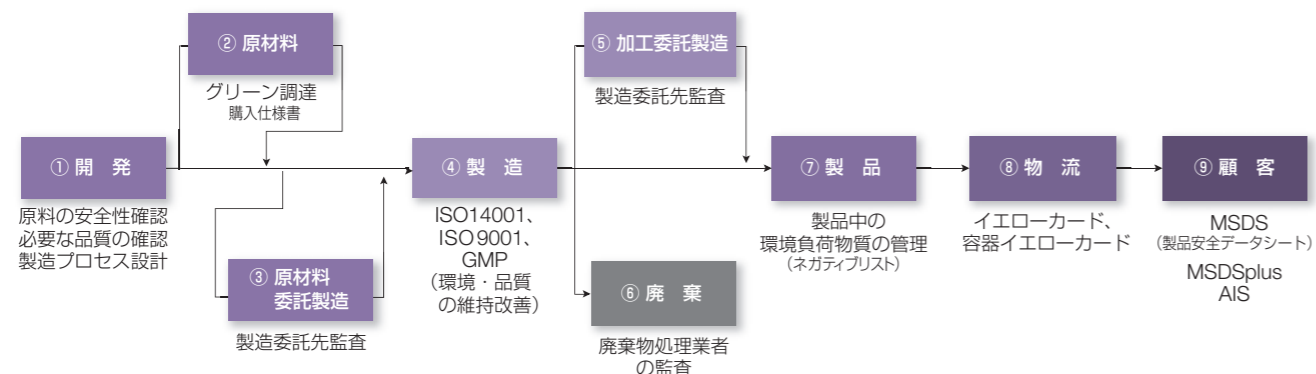 ① 開 発
原料の安全性確認
必要な品質の確認
製造プロセス設計
② 原材料
グリーン調達
購入仕様書
③ 原材料
委託製造
製造委託先監査
④ 製 造
ISO14001、
ISO9001、
GMP
（環境・品質
の維持改善）
⑤ 加工委託製造
製造委託先監査
⑥ 廃 棄
廃棄物処理業者
の監査
⑦ 製 品
製品中の
環境負荷物質の管理
（ネガティブリスト）
⑧ 物 流
イエローカード、
容器イエローカード
⑨ 顧 客
MSDS
（製品安全データシート）
MSDSplus
AIS